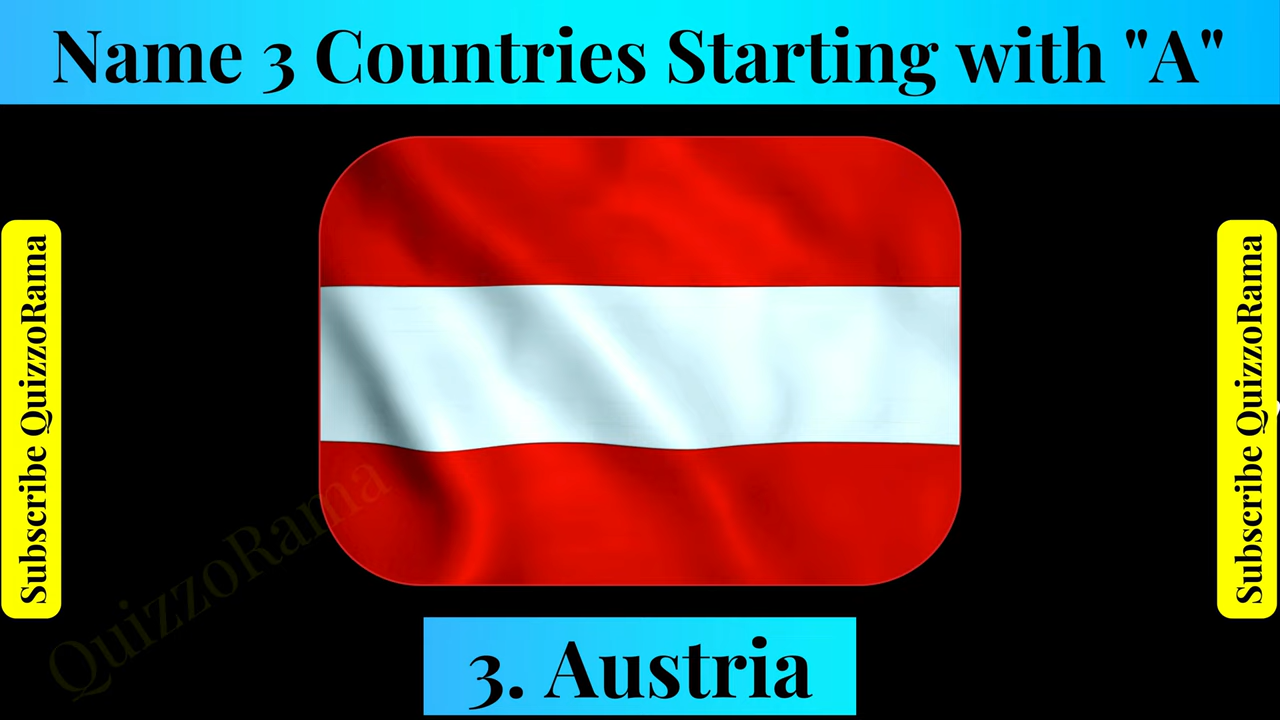 Name 3 Countries Starting with "A"
Subscribe QuizzoRama
Subscribe QuizzoRama
QuizzoRama
3. Austria